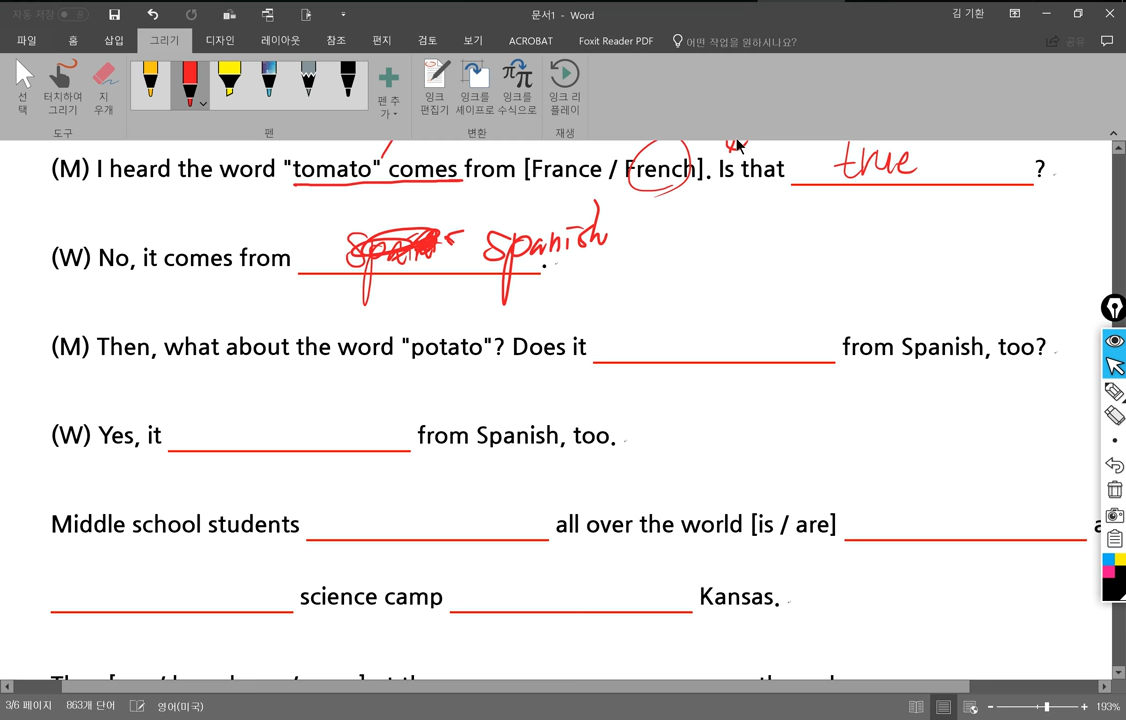 자동 저장
문서1 - Word
김 기환
파일 홈 삽입 그리기 디자인 레이아웃 참조 편지 검토 보기 ACROBAT Foxit Reader PDF 어떤 작업을 원하시나요? 공유
선택 터치하여 그리기 지우개 펜 추가 잉크 편집기 잉크를 셰이프로 잉크를 수식으로 잉크 리플레이
도구 펜 변환 재생
(M) I heard the word "tomato" comes from [France / French]. Is that true ?
(W) No, it comes from spanish .
(M) Then, what about the word "potato"? Does it from Spanish, too?
(W) Yes, it from Spanish, too.
Middle school students all over the world [is / are]
science camp Kansas.
3/6 페이지 863개 단어 영어(미국) 193%